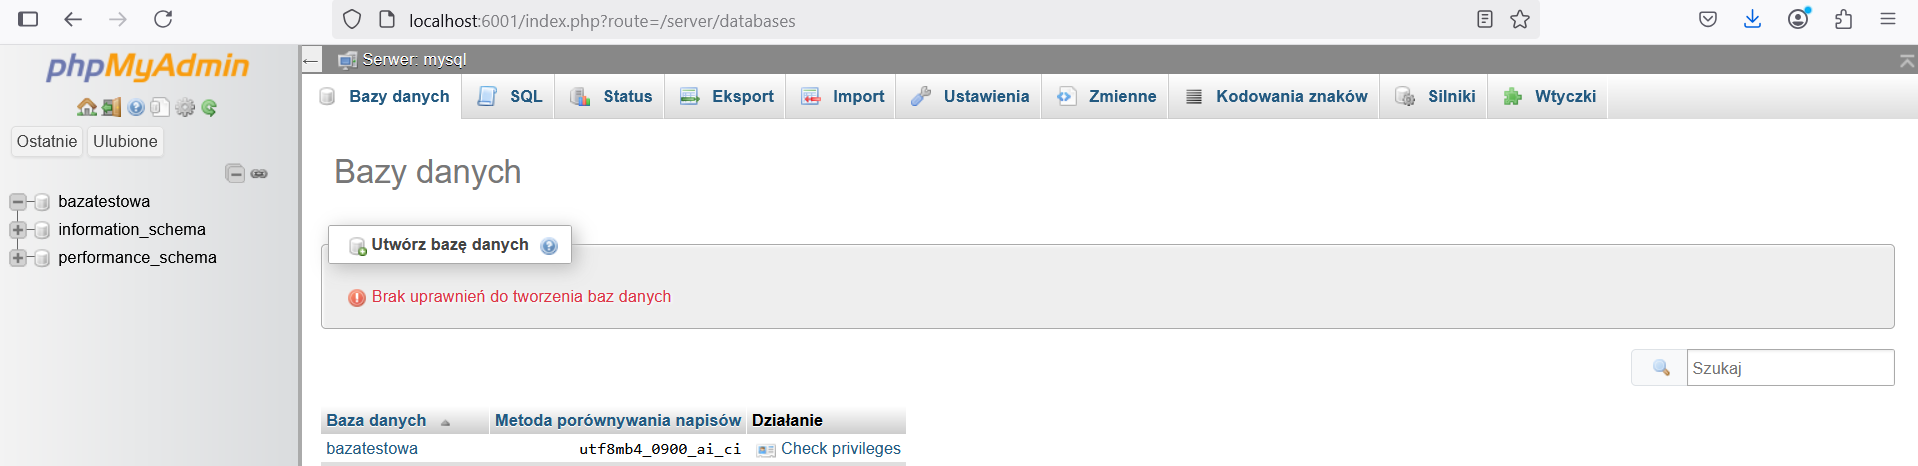 localhost:6001/index.php?route=/server/databases
phpMyAdmin
Ostatnie Ulubione
bazatestowa
information_schema
performance_schema
Serwer: mysql
Bazy danych SQL Status Eksport Import Ustawienia Zmienne Kodowania znaków Silniki Wtyczki
Bazy danych
Utwórz bazę danych
Brak uprawnień do tworzenia baz danych
Szukaj
Baza danych Metoda porównywania napisów Działanie
bazatestowa utf8mb4_0900_ai_ci Check privileges